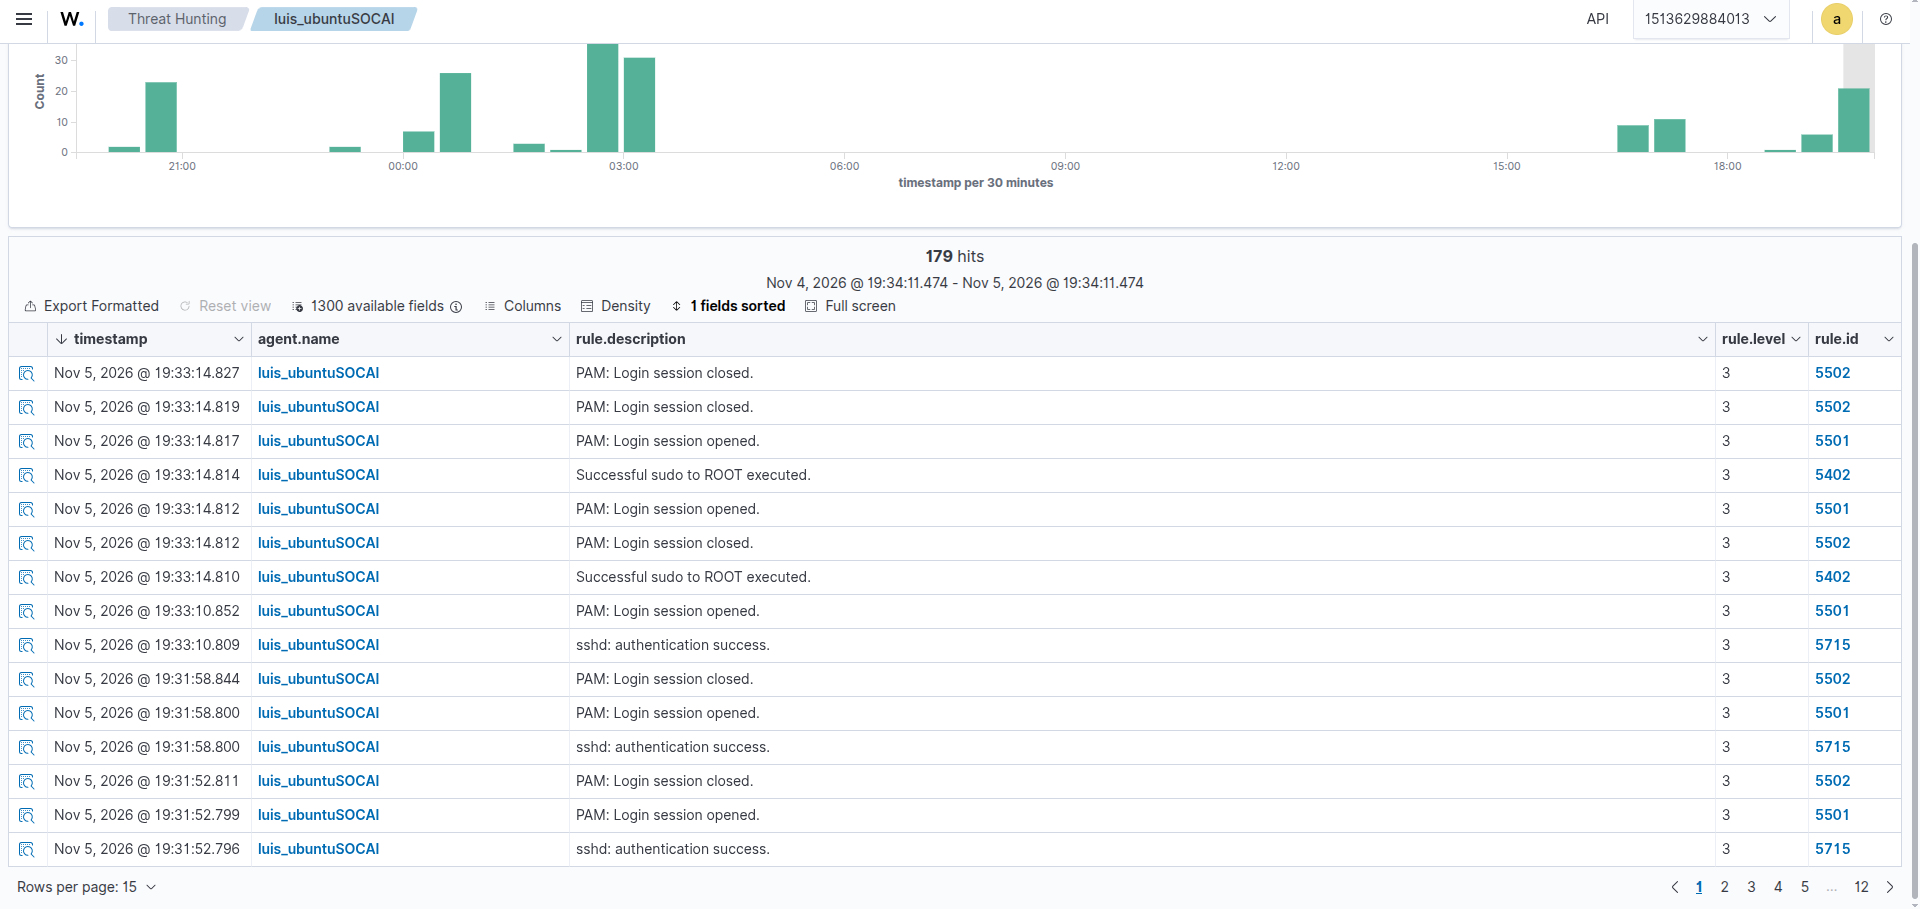 W. Threat Hunting luis_ubuntuSOCAI API 1513629884013 a
Count
30
20
10
0
21:00 00:00 03:00 06:00 09:00 12:00 15:00 18:00
timestamp per 30 minutes
179 hits
Nov 4, 2026 @ 19:34:11.474 - Nov 5, 2026 @ 19:34:11.474
Export Formatted Reset view 1300 available fields Columns Density 1 fields sorted Full screen
timestamp agent.name rule.description rule.level rule.id
Nov 5, 2026 @ 19:33:14.827 luis_ubuntuSOCAI PAM: Login session closed. 3 5502
Nov 5, 2026 @ 19:33:14.819 luis_ubuntuSOCAI PAM: Login session closed. 3 5502
Nov 5, 2026 @ 19:33:14.817 luis_ubuntuSOCAI PAM: Login session opened. 3 5501
Nov 5, 2026 @ 19:33:14.814 luis_ubuntuSOCAI Successful sudo to ROOT executed. 3 5402
Nov 5, 2026 @ 19:33:14.812 luis_ubuntuSOCAI PAM: Login session opened. 3 5501
Nov 5, 2026 @ 19:33:14.812 luis_ubuntuSOCAI PAM: Login session closed. 3 5502
Nov 5, 2026 @ 19:33:14.810 luis_ubuntuSOCAI Successful sudo to ROOT executed. 3 5402
Nov 5, 2026 @ 19:33:10.852 luis_ubuntuSOCAI PAM: Login session opened. 3 5501
Nov 5, 2026 @ 19:33:10.809 luis_ubuntuSOCAI sshd: authentication success. 3 5715
Nov 5, 2026 @ 19:31:58.844 luis_ubuntuSOCAI PAM: Login session closed. 3 5502
Nov 5, 2026 @ 19:31:58.800 luis_ubuntuSOCAI PAM: Login session opened. 3 5501
Nov 5, 2026 @ 19:31:58.800 luis_ubuntuSOCAI sshd: authentication success. 3 5715
Nov 5, 2026 @ 19:31:52.811 luis_ubuntuSOCAI PAM: Login session closed. 3 5502
Nov 5, 2026 @ 19:31:52.799 luis_ubuntuSOCAI PAM: Login session opened. 3 5501
Nov 5, 2026 @ 19:31:52.796 luis_ubuntuSOCAI sshd: authentication success. 3 5715
Rows per page: 15 1 2 3 4 5 ... 12